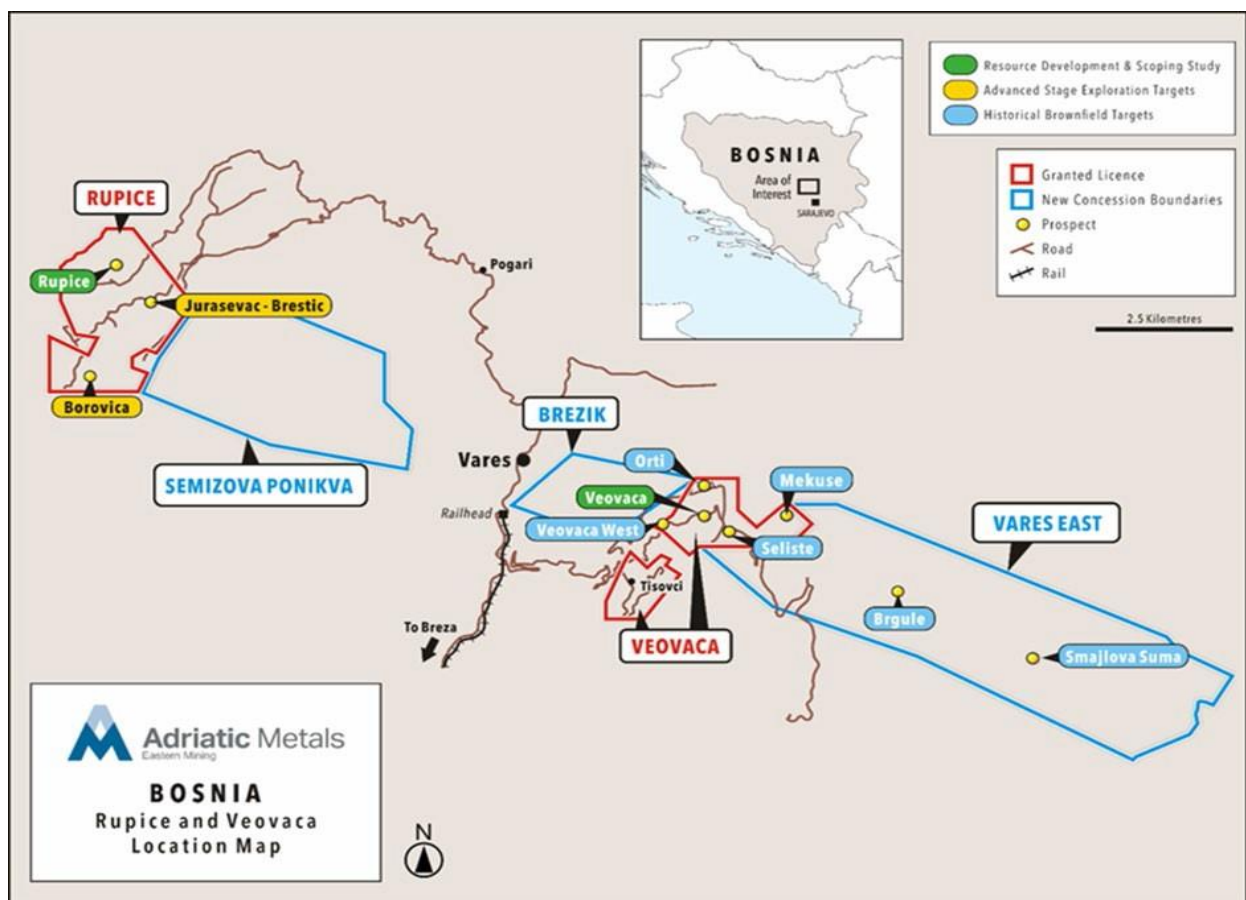 Resource Development & Scoping Study
Advanced Stage Exploration Targets
Historical Brownfield Targets
Granted Licence
New Concession Boundaries
Prospect
Road
Rail
2.5 Kilometres
BOSNIA
Area of
Interest
SARAJEVO
RUPICE
Rupice
Jurasevac - Brestic
Borovica
SEMIZOVA PONIKVA
Pogari
BREZIK
Vares
Orti
Mekuse
Veovaca
Railhead
Veovaca West
Seliste
VARES EAST
Tisovci
Brgule
To Breza
VEOVACA
Smajlova Suma
Adriatic Metals
Eastern Mining
BOSNIA
Rupice and Veovaca
Location Map
N